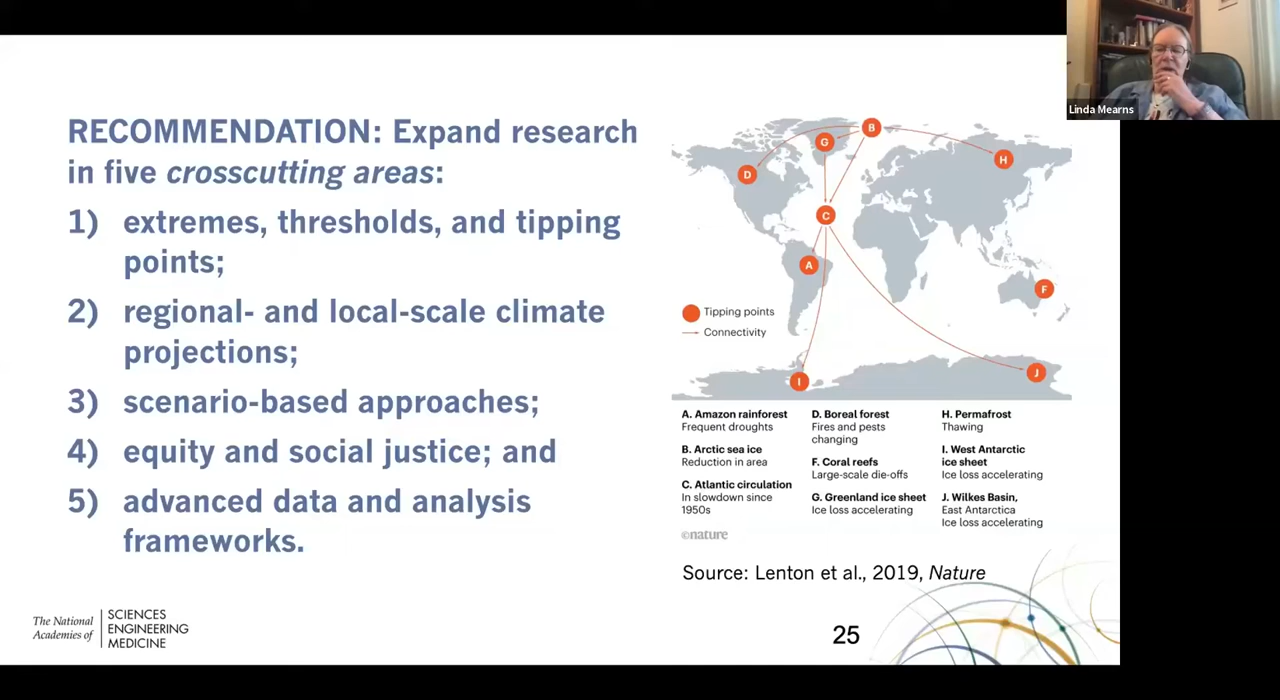 Linda Mearns
RECOMMENDATION: Expand research
in five crosscutting areas:
1) extremes, thresholds, and tipping
points;
2) regional- and local-scale climate
projections;
3) scenario-based approaches;
4) equity and social justice; and
5) advanced data and analysis
frameworks.
B
G
H
D
C
A
F
Tipping points
Connectivity
I
J
A. Amazon rainforest
Frequent droughts
B. Arctic sea ice
Reduction in area
C. Atlantic circulation
In slowdown since
1950s
D. Boreal forest
Fires and pests
changing
F. Coral reefs
Large-scale die-offs
G. Greenland ice sheet
Ice loss accelerating
H. Permafrost
Thawing
I. West Antarctic
ice sheet
Ice loss accelerating
J. Wilkes Basin,
East Antarctica
Ice loss accelerating
©nature
Source: Lenton et al., 2019, Nature
The National
Academies of
SCIENCES
ENGINEERING
MEDICINE
25